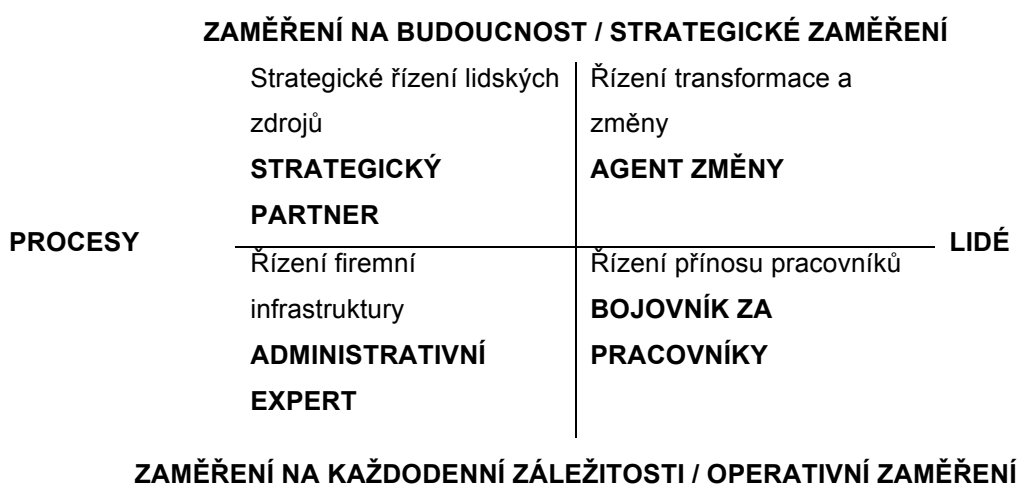 ZAMĚŘENÍ NA BUDOUCNOST / STRATEGICKÉ ZAMĚŘENÍ
Strategické řízení lidských
zdrojů
STRATEGICKÝ
PARTNER
Řízení transformace a
změny
AGENT ZMĚNY
PROCESY
LIDÉ
Řízení firemní
infrastruktury
ADMINISTRATIVNÍ
EXPERT
Řízení přínosu pracovníků
BOJOVNÍK ZA
PRACOVNÍKY
ZAMĚŘENÍ NA KAŽDODENNÍ ZÁLEŽITOSTI / OPERATIVNÍ ZAMĚŘENÍ